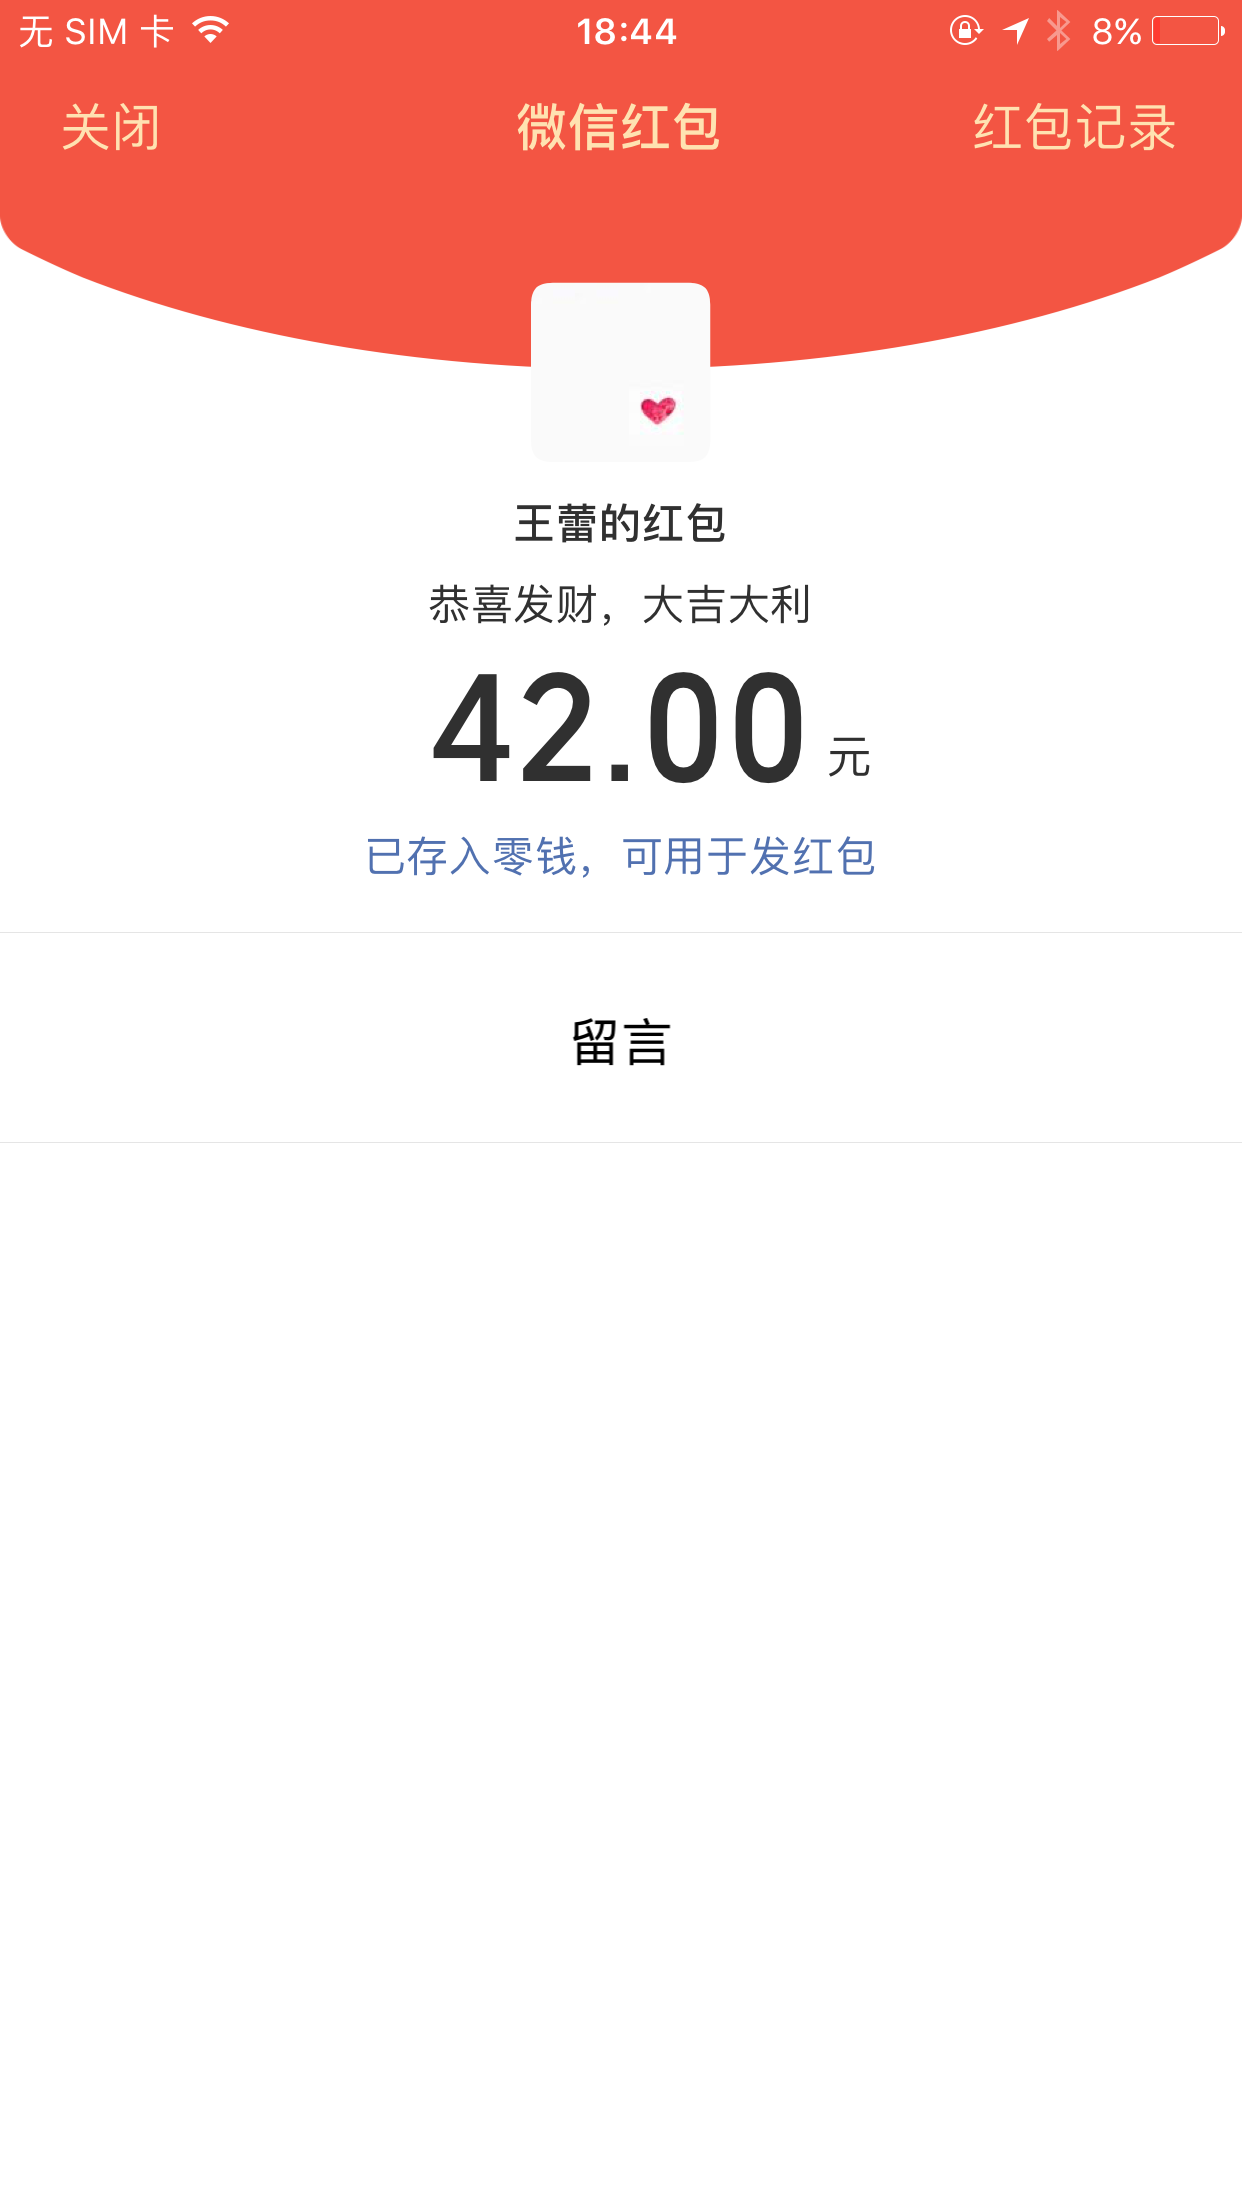 无 SIM 卡 18:44 8%
关闭 微信红包 红包记录
王蕾的红包
恭喜发财，大吉大利
42.00 元
已存入零钱，可用于发红包
留言